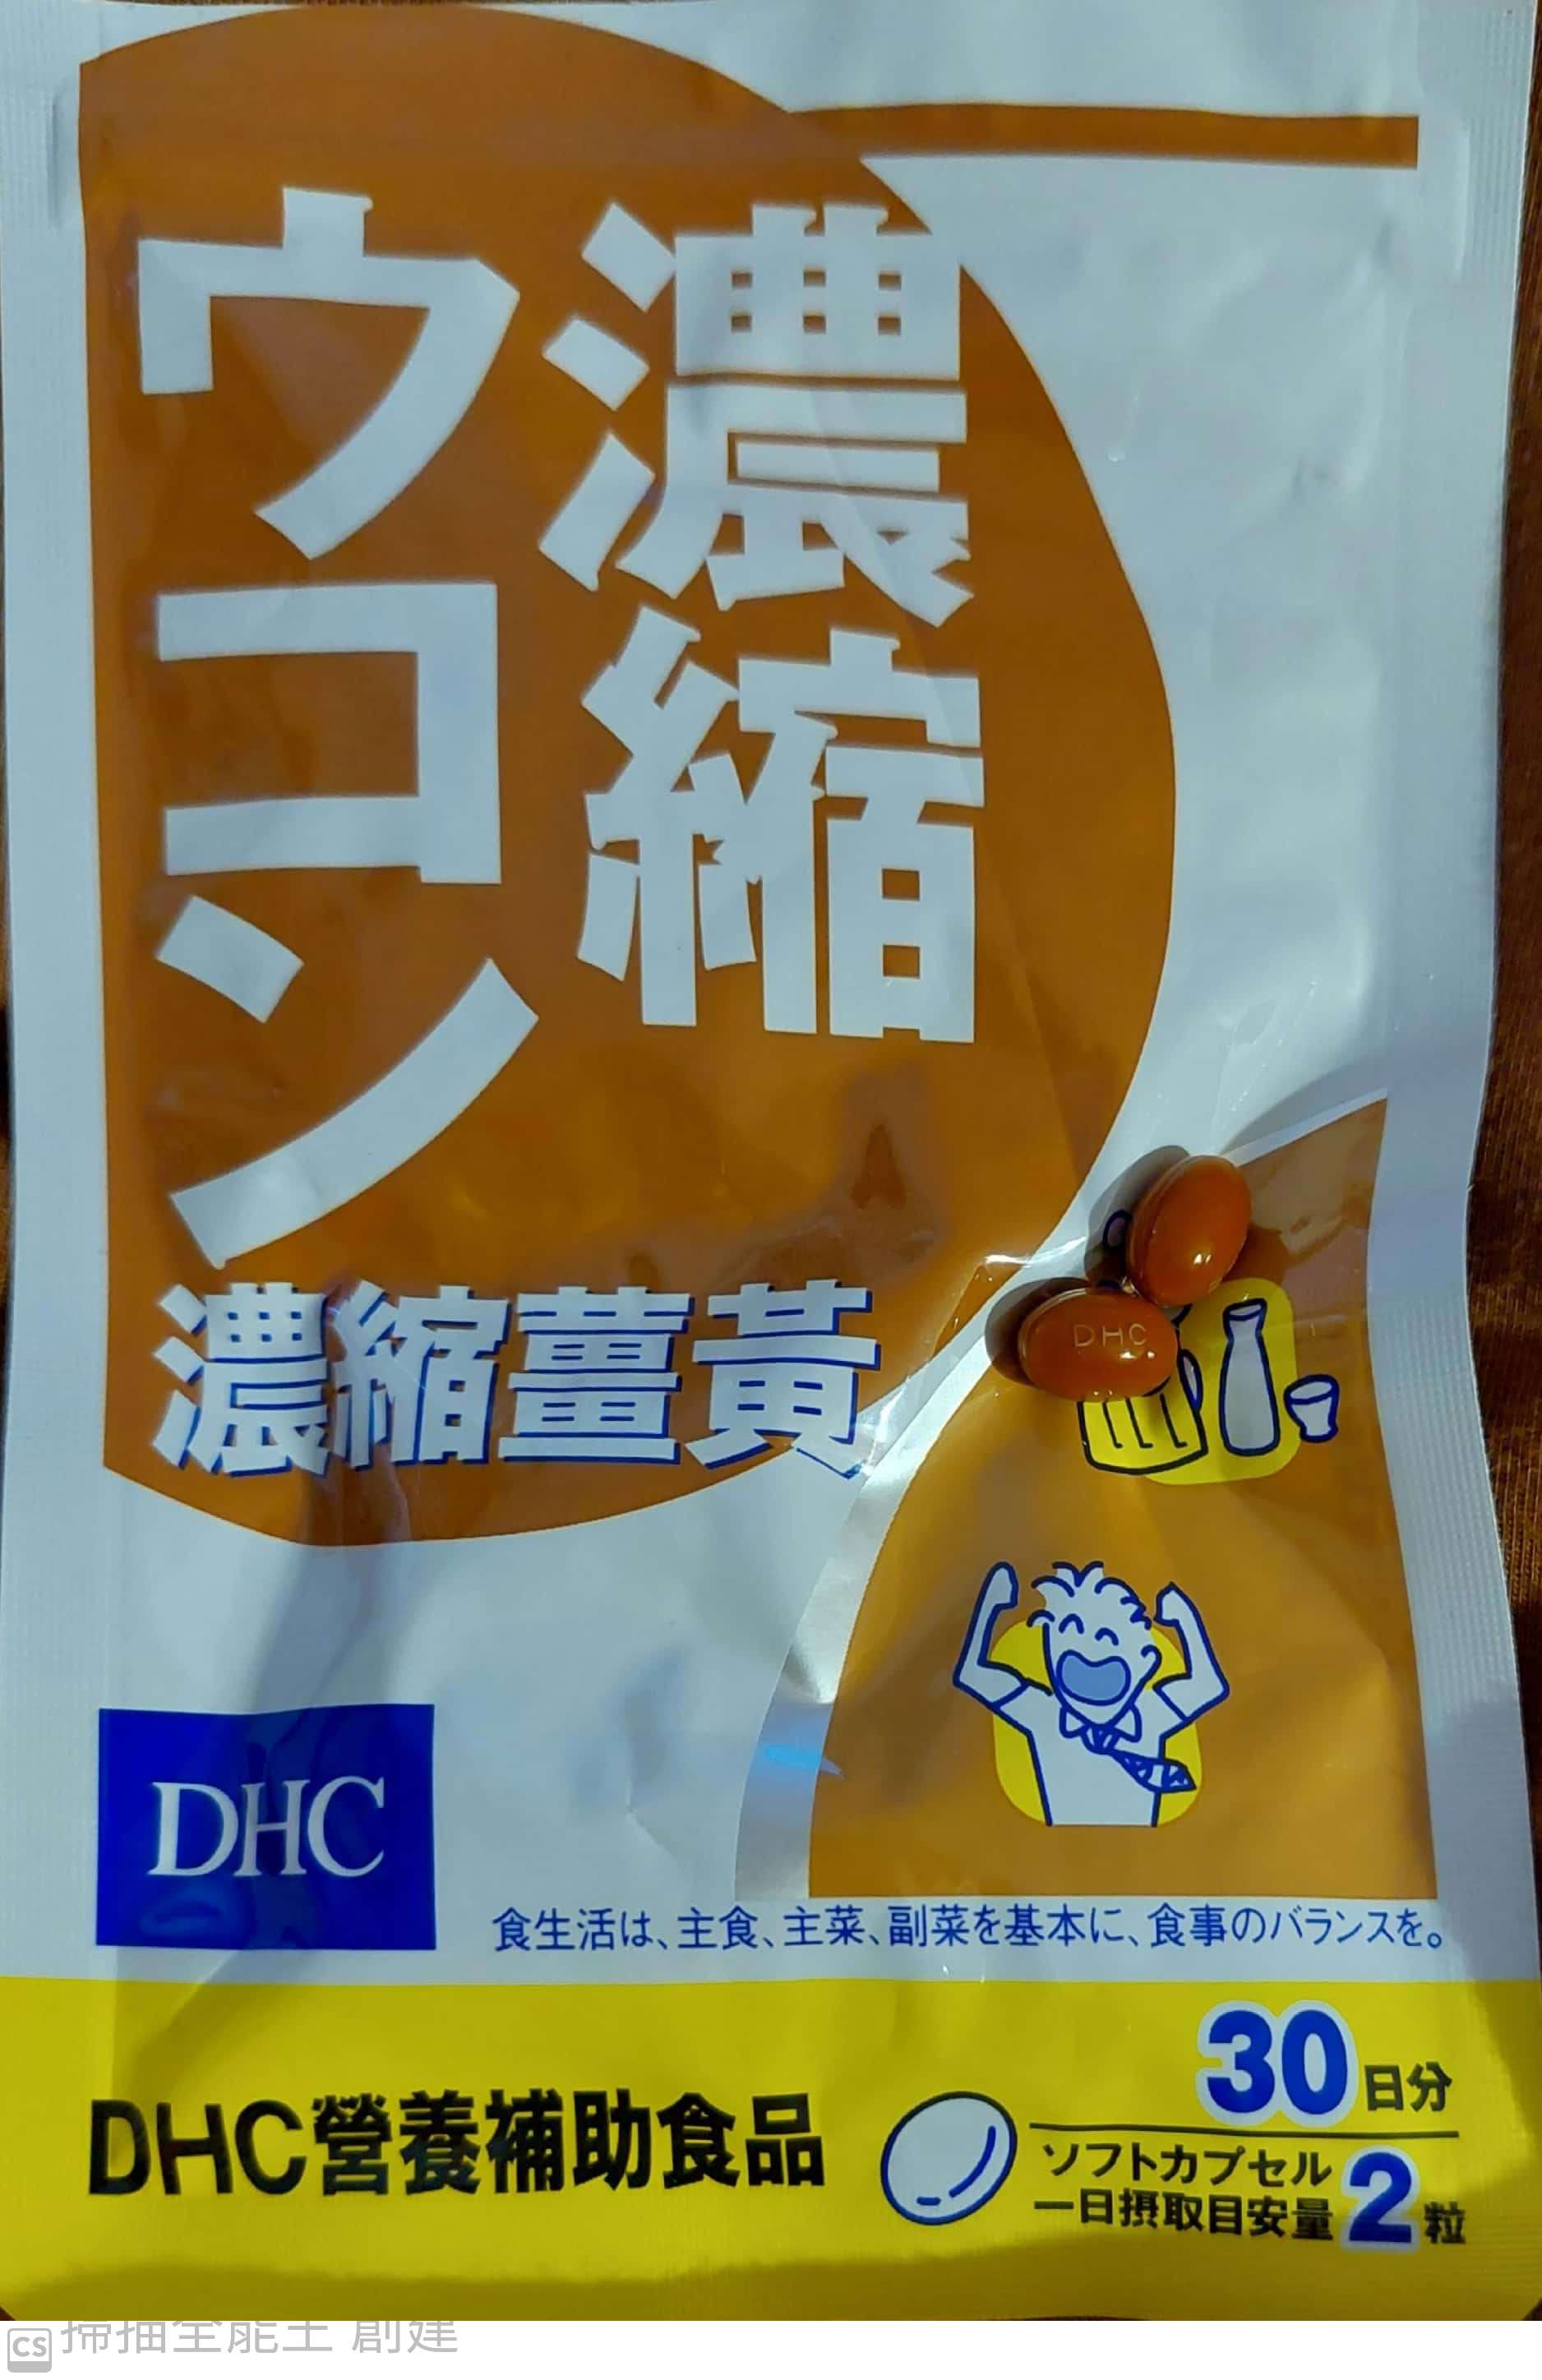 濃縮
ウコン
濃縮薑黃
DHC
DHC
食生活は、主食、主菜、副菜を基本に、食事のバランスを。
30日分
DHC營養補助食品
ソフトカプセル
一日摂取目安量2粒
CS 掃描全能王 創建